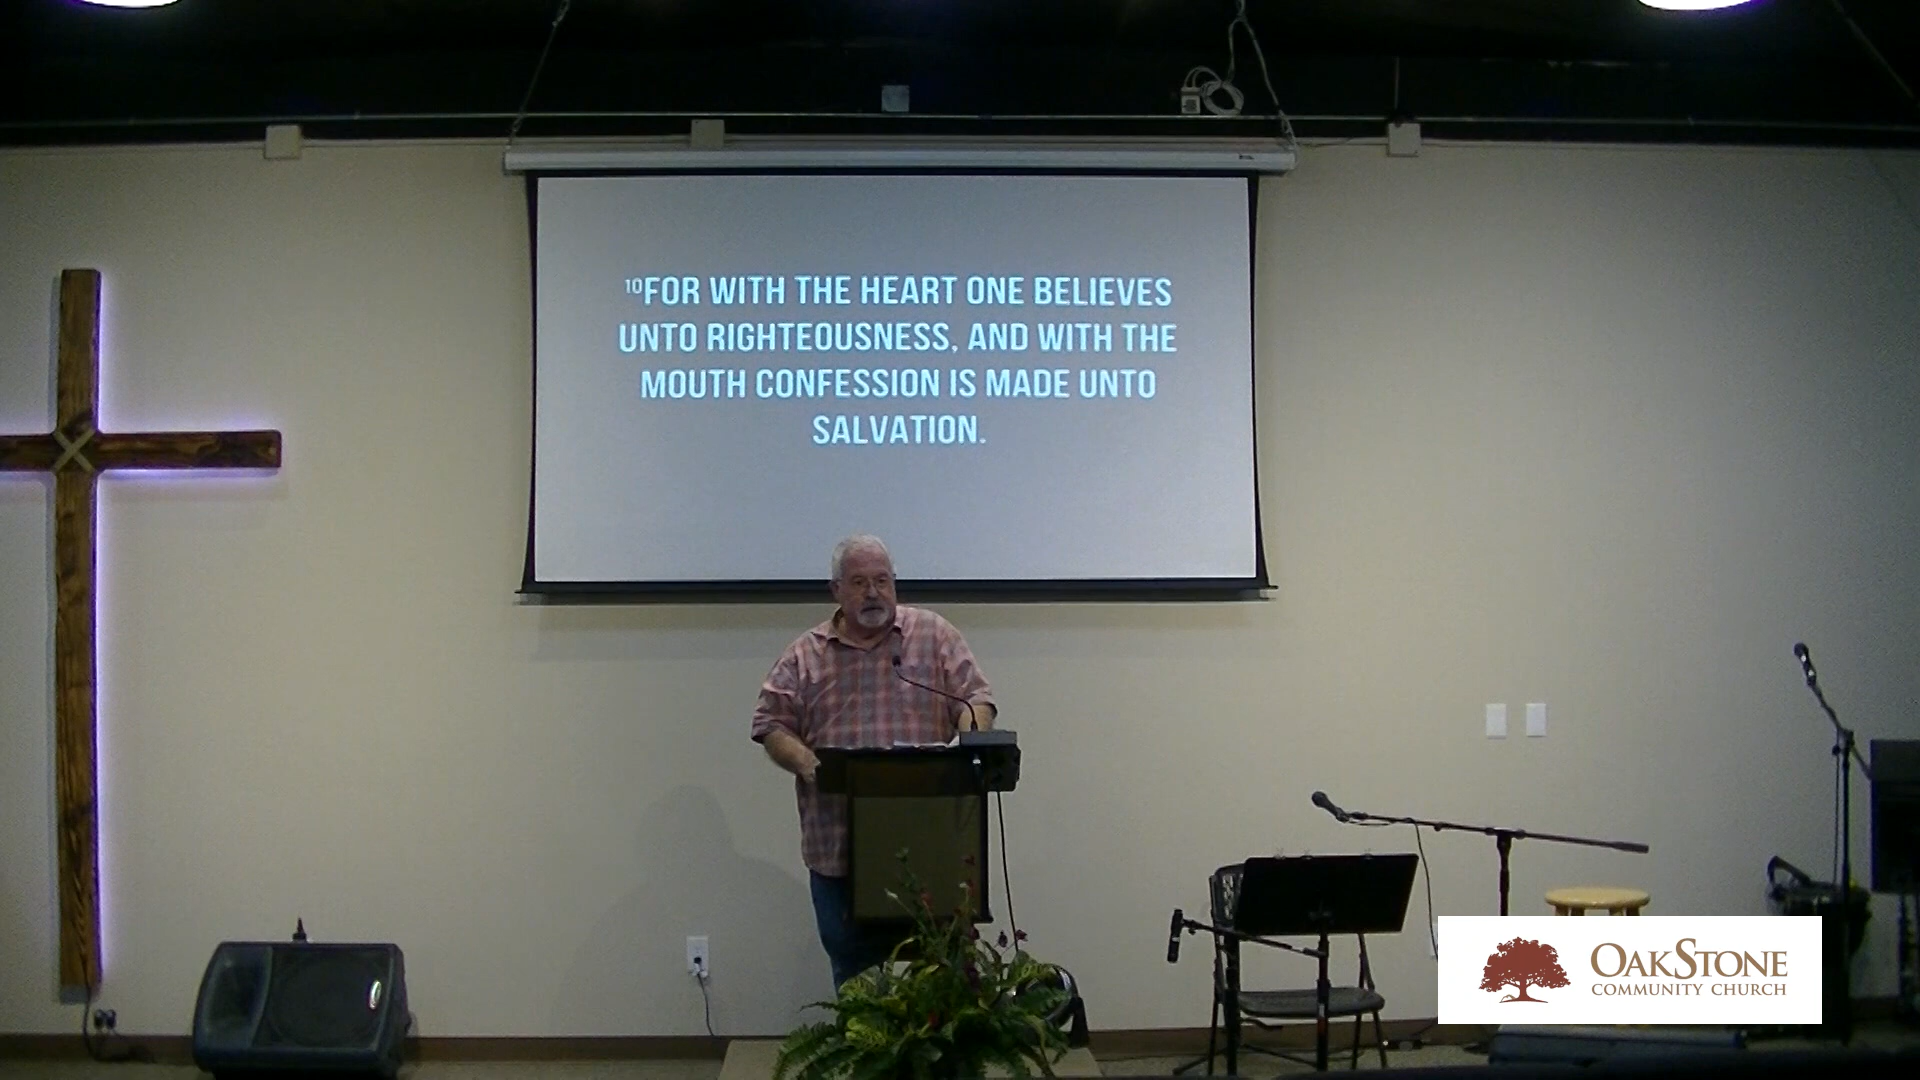 ¹⁰FOR WITH THE HEART ONE BELIEVES
UNTO RIGHTEOUSNESS, AND WITH THE
MOUTH CONFESSION IS MADE UNTO
SALVATION.
OAKSTONE
COMMUNITY CHURCH